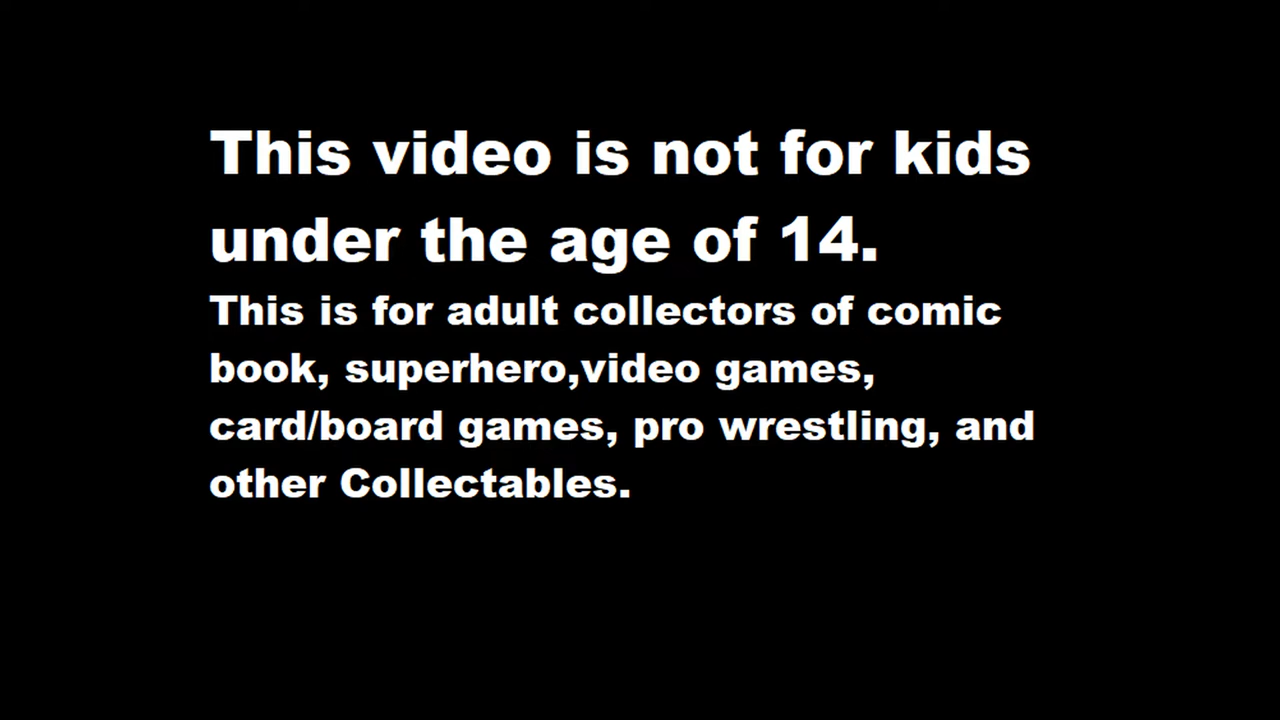 This video is not for kids
under the age of 14.
This is for adult collectors of comic
book, superhero,video games,
card/board games, pro wrestling, and
other Collectables.